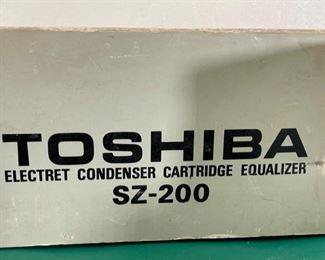 TOSHIBA
ELECTRET CONDENSER CARTRIDGE EQUALIZER
SZ-200